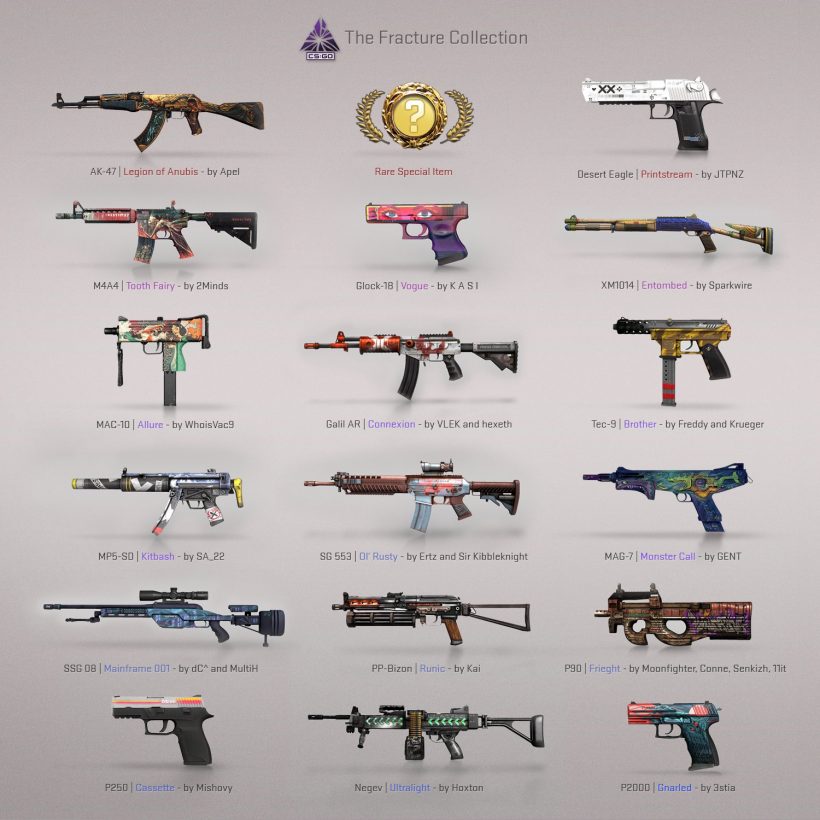 The Fracture Collection
CS:GO
AK-47 | Legion of Anubis - by Apel
Rare Special Item
Desert Eagle | Printstream - by JTPNZ
M4A4 | Tooth Fairy - by 2Minds
Glock-18 | Vogue - by K A S I
XM1014 | Entombed - by Sparkwire
MAC-10 | Allure - by WhoisVac9
Galil AR | Connexion - by VLEK and hexeth
Tec-9 | Brother - by Freddy and Krueger
MP5-SD | Kitbash - by SA_22
SG 553 | Ol' Rusty - by Ertz and Sir Kibbleknight
MAG-7 | Monster Call - by GENT
SSG 08 | Mainframe 001 - by dC^ and MultiH
PP-Bizon | Runic - by Kai
P90 | Frieght - by Moonfighter, Conne, Senkizh, 11it
P250 | Cassette - by Mishovy
Negev | Ultralight - by Hoxton
P2000 | Gnarled - by 3stia